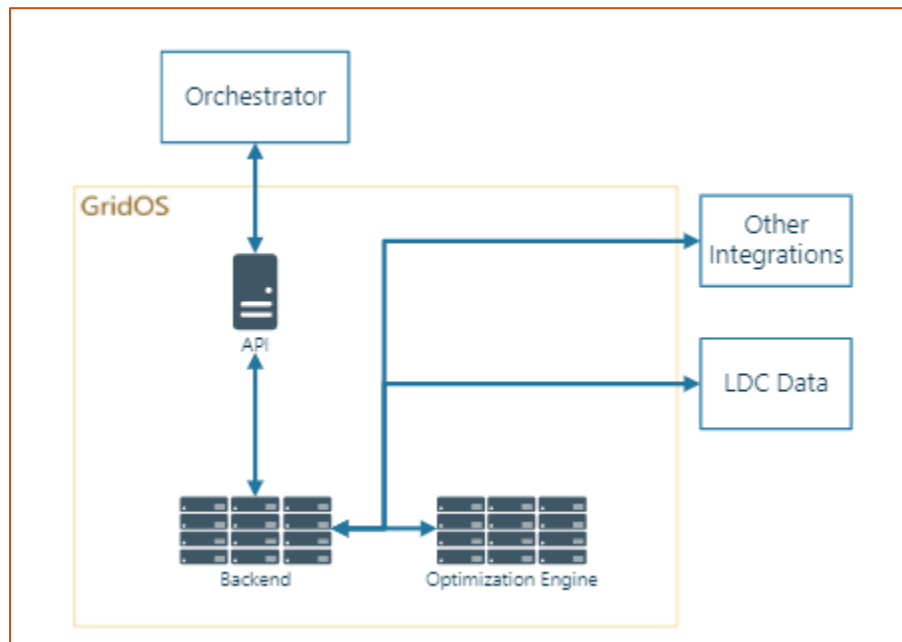 Orchestrator
GridOS
Other
Integrations
API
LDC Data
Backend
Optimization Engine